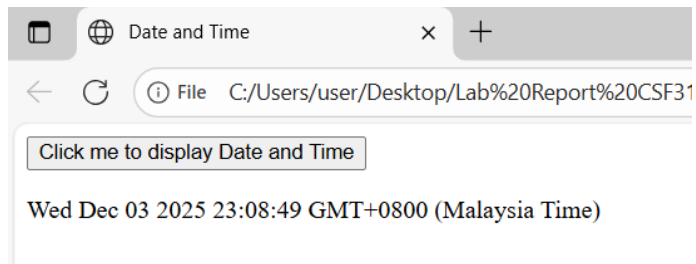 Date and Time
File C:/Users/user/Desktop/Lab%20Report%20CSF31
Click me to display Date and Time
Wed Dec 03 2025 23:08:49 GMT+0800 (Malaysia Time)